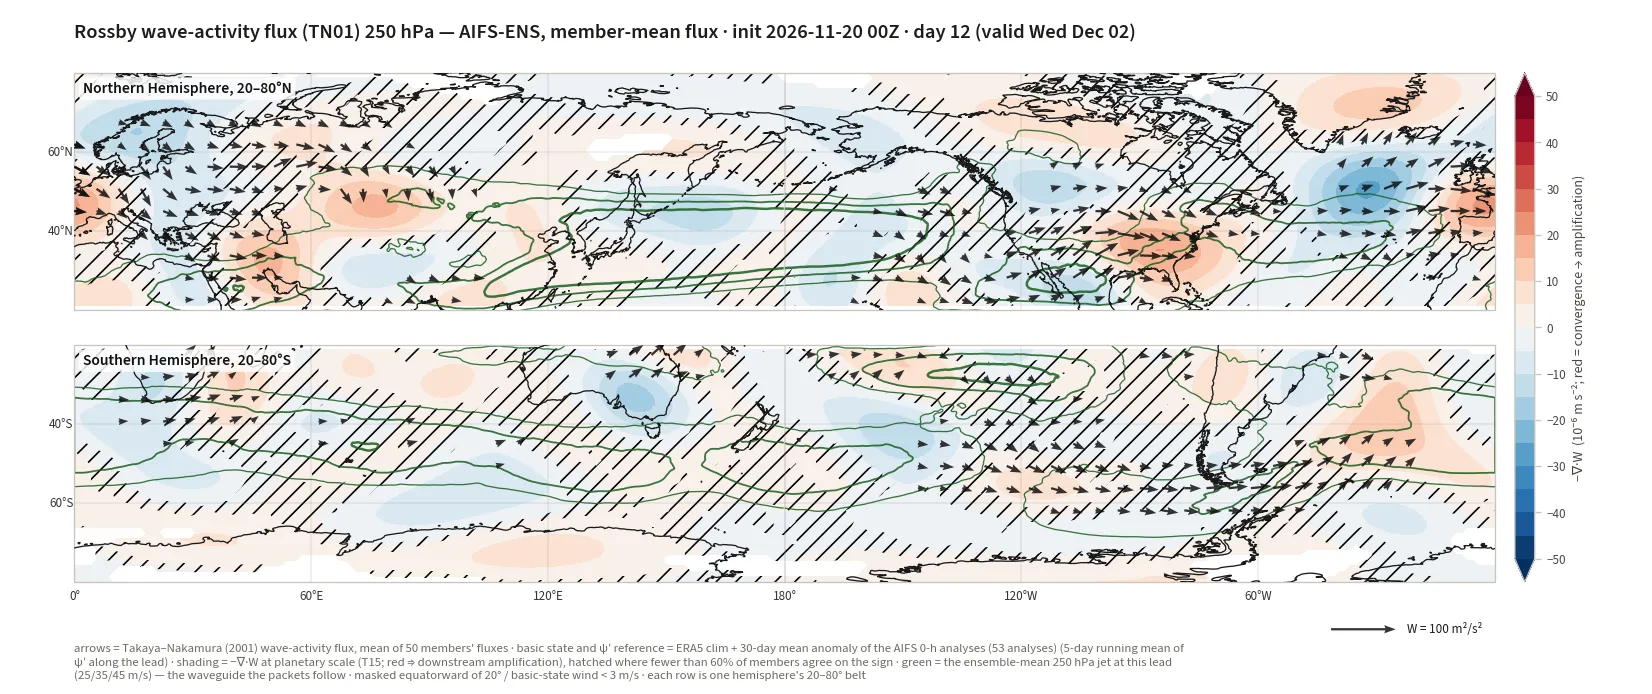 Rossby wave-activity flux (TN01) 250 hPa — AIFS-ENS, member-mean flux · init 2026-11-20 00Z · day 12 (valid Wed Dec 02)
Northern Hemisphere, 20–80°N
60°N
40°N
Southern Hemisphere, 20–80°S
40°S
60°S
0°
60°E
120°E
180°
120°W
60°W
50
40
30
20
10
0
−10
−20
−30
−40
−50
−∇·W (10⁻⁶ m s⁻²; red = convergence → amplification)
W = 100 m²/s²
arrows = Takaya–Nakamura (2001) wave-activity flux, mean of 50 members' fluxes · basic state and ψ' reference = ERA5 clim + 30-day mean anomaly of the AIFS 0-h analyses (53 analyses) (5-day running mean of
ψ' along the lead) · shading = −∇·W at planetary scale (T15; red ⇒ downstream amplification), hatched where fewer than 60% of members agree on the sign · green = the ensemble-mean 250 hPa jet at this lead
(25/35/45 m/s) — the waveguide the packets follow · masked equatorward of 20° / basic-state wind < 3 m/s · each row is one hemisphere's 20–80° belt